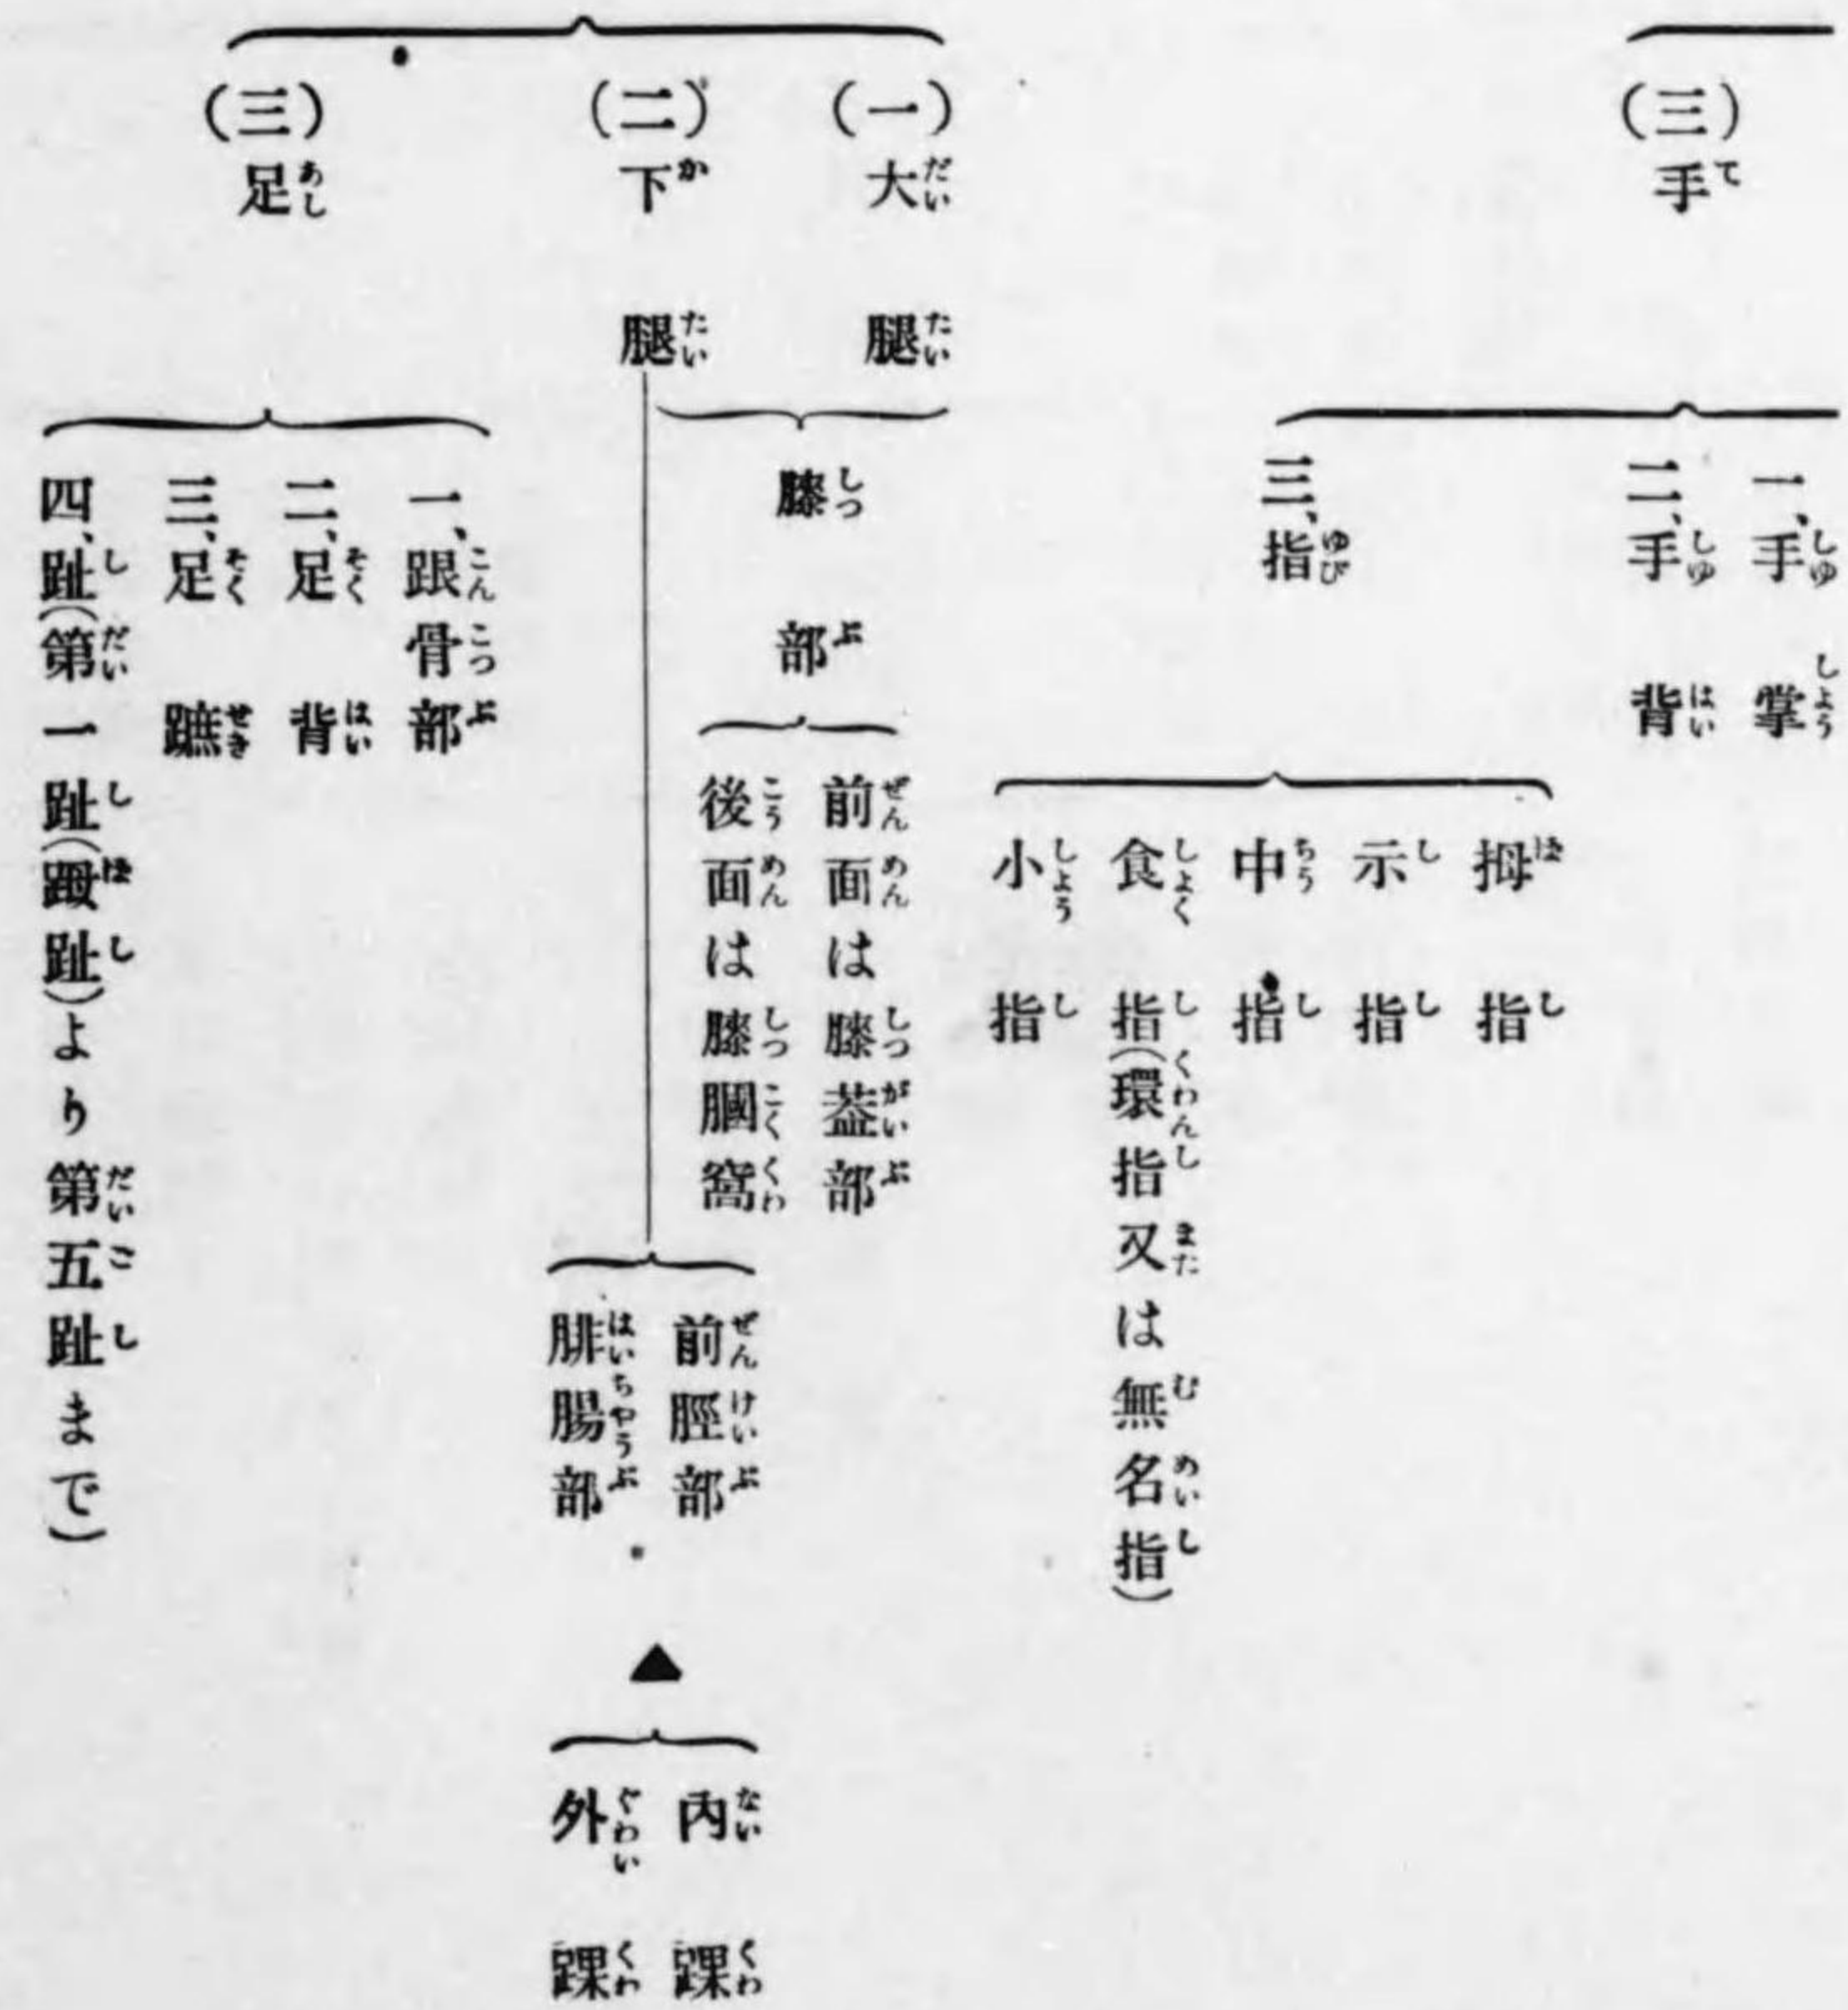 (三)手
一、手掌
二、手背
三、指
拇指
示指
中指
食指(環指又は無名指)
小指
(一)大腿
(二)下腿
膝部
前面は膝蓋部
後面は膝膕窩
前脛部
腓腸部
▲
內踝
外踝
(三)足
一、跟骨部
二、足背
三、足蹠
四、趾(第一趾(踇趾)より第五趾まで)